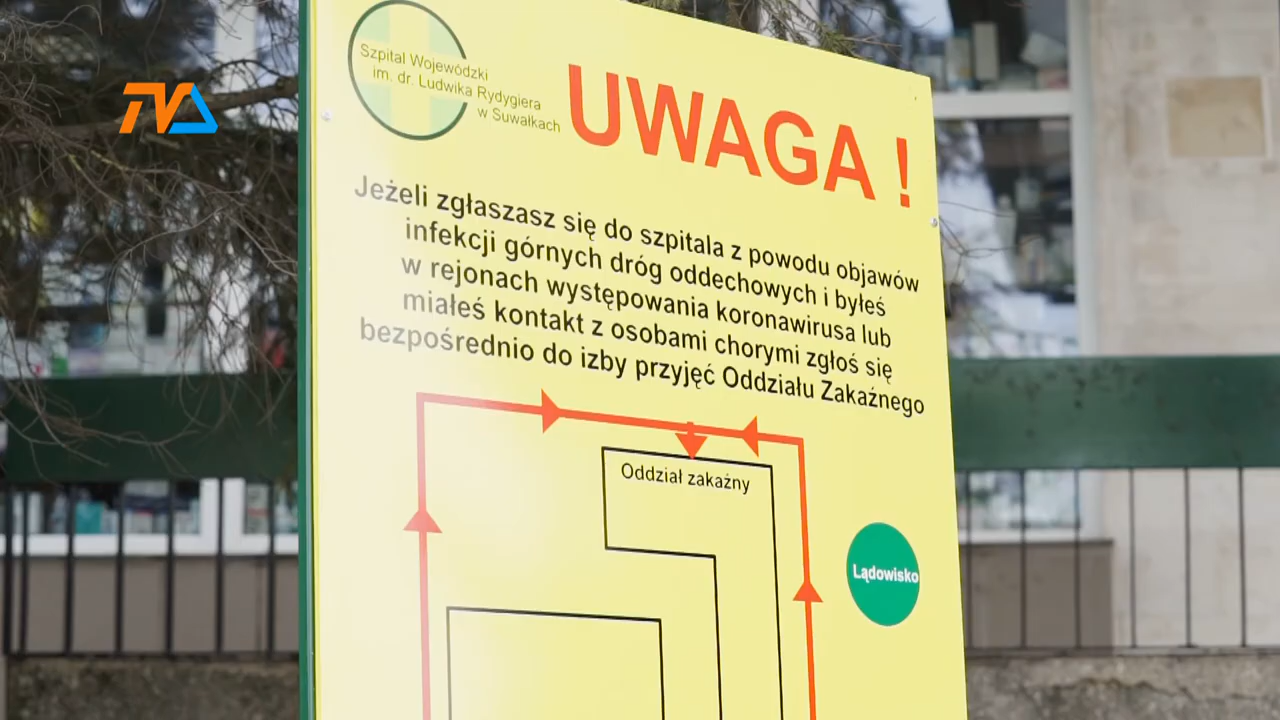 TVA
Szpital Wojewódzki
im. dr. Ludwika Rydygiera
w Suwałkach
UWAGA !
Jeżeli zgłaszasz się do szpitala z powodu objawów
infekcji górnych dróg oddechowych i byłeś
w rejonach występowania koronawirusa lub
miałeś kontakt z osobami chorymi zgłoś się
bezpośrednio do izby przyjęć Oddziału Zakaźnego
Oddział zakaźny
Lądowisko